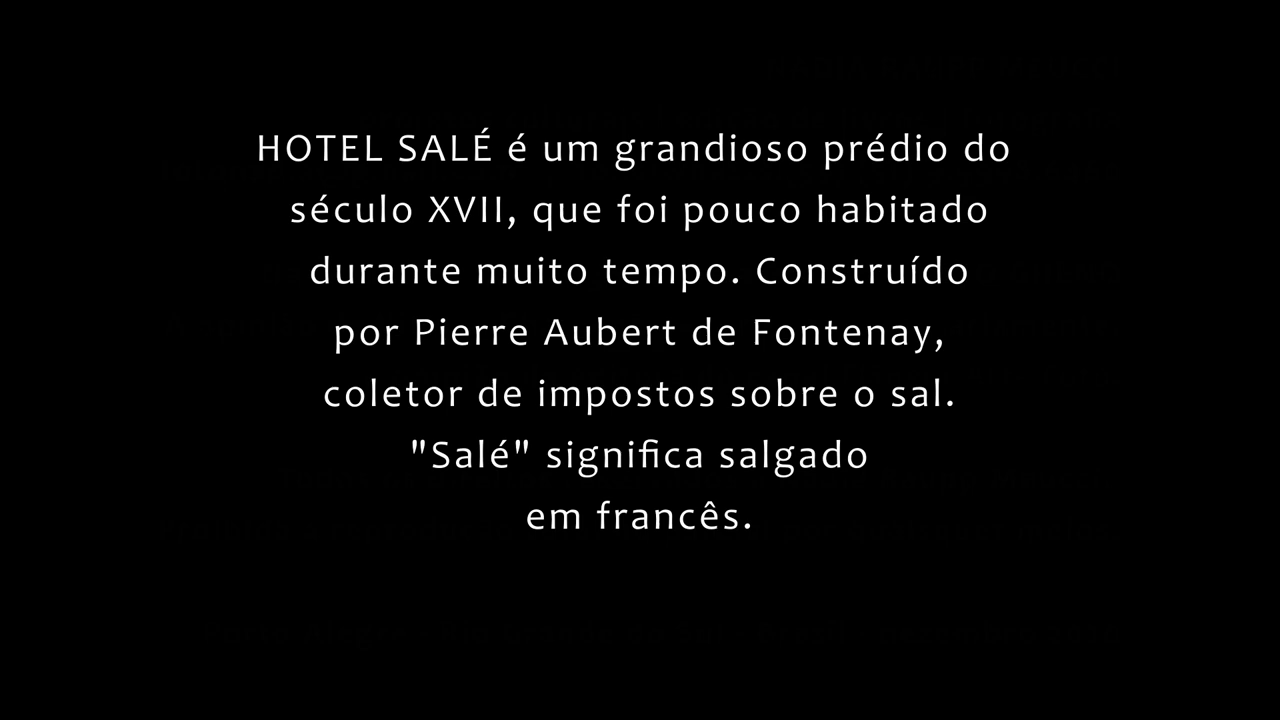 HOTEL SALÉ é um grandioso prédio do
século XVII, que foi pouco habitado
durante muito tempo. Construído
por Pierre Aubert de Fontenay,
coletor de impostos sobre o sal.
"Salé" significa salgado
em francês.